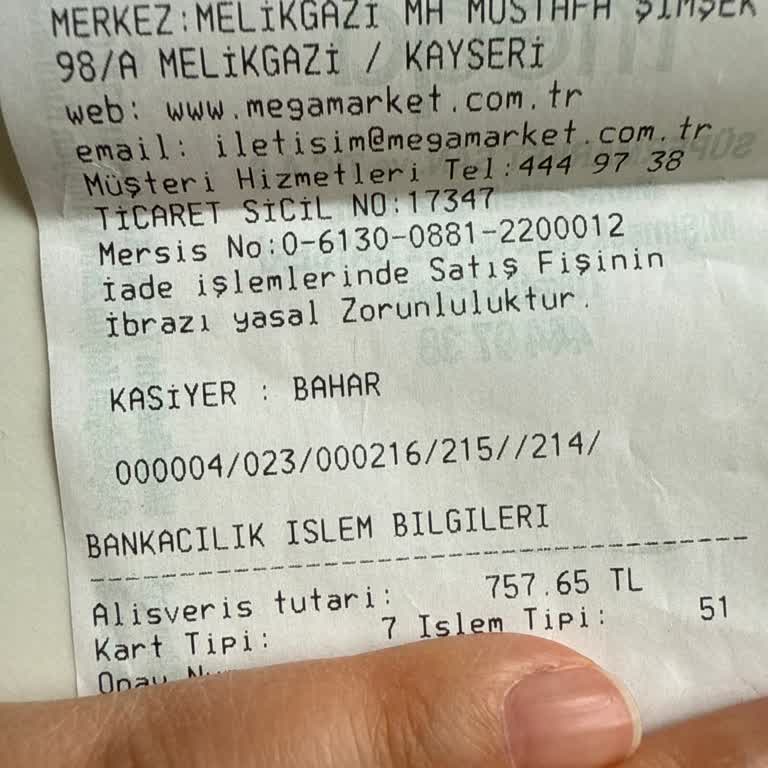 MERKEZ:MELİKGAZİ MH MUSTAFA ŞİMŞEK
98/A MELİKGAZİ / KAYSERİ
web: www.megamarket.com.tr
email: iletisim@megamarket.com.tr
Müşteri Hizmetleri Tel:444 97 38
TİCARET SİCİL NO:17347
Mersis No:0-6130-0881-2200012
İade işlemlerinde Satış Fişinin
İbrazı yasal Zorunluluktur.
KASİYER : BAHAR
000004/023/000216/215//214/
BANKACILIK ISLEM BILGILERI
Alisveris tutari: 757.65 TL
Kart Tipi: 7 Islem Tipi: 51
Onay